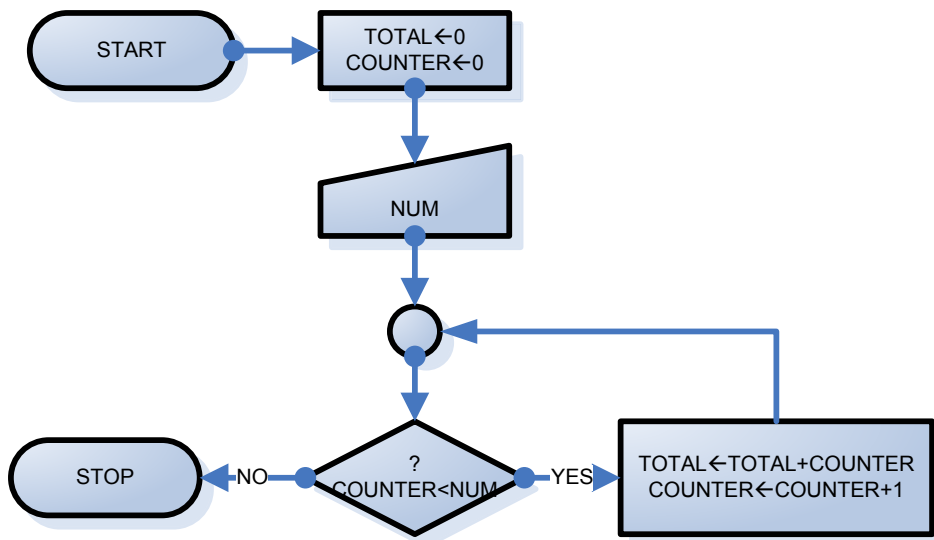 START
TOTAL←0
COUNTER←0
NUM
?
COUNTER<NUM
NO
YES
STOP
TOTAL←TOTAL+COUNTER
COUNTER←COUNTER+1